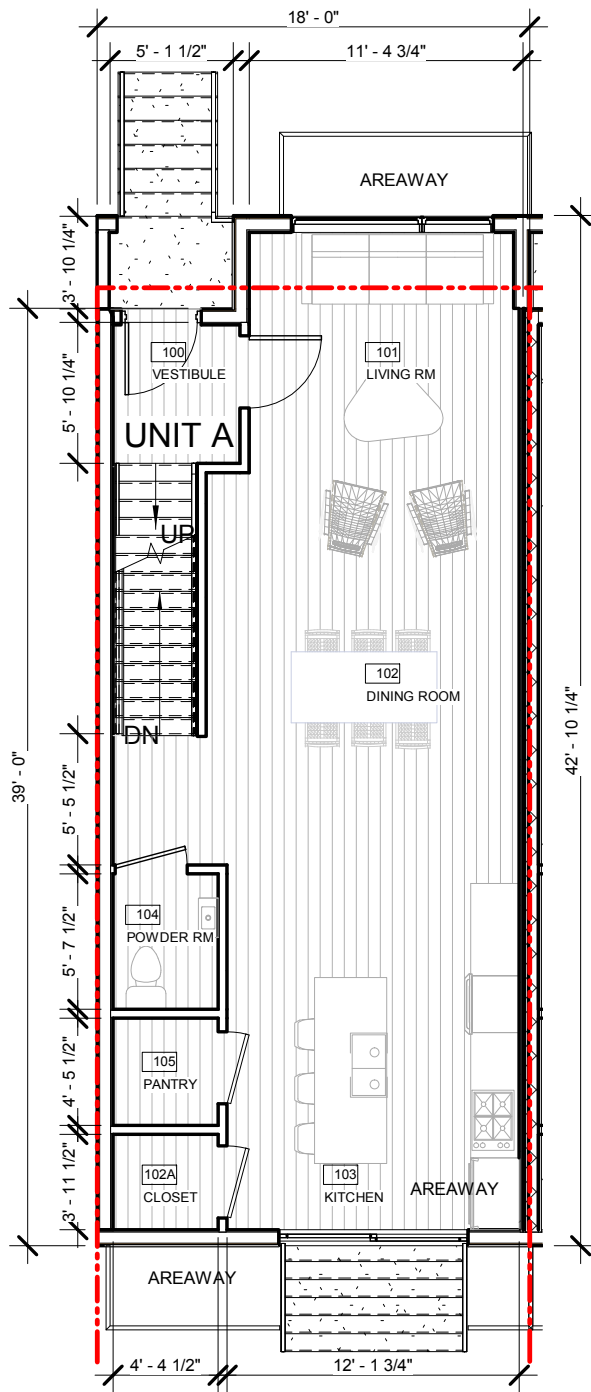 18' - 0"
5' - 1 1/2"
11' - 4 3/4"
AREAWAY
3' - 10 1/4"
100
VESTIBULE
101
LIVING RM
5' - 10 1/4"
UNIT A
UP
102
DINING ROOM
DN
39' - 0"
42' - 10 1/4"
5' - 5 1/2"
104
POWDER RM
5' - 7 1/2"
105
PANTRY
4' - 5 1/2"
102A
CLOSET
103
KITCHEN
AREAWAY
3' - 11 1/2"
AREAWAY
4' - 4 1/2"
12' - 1 3/4"